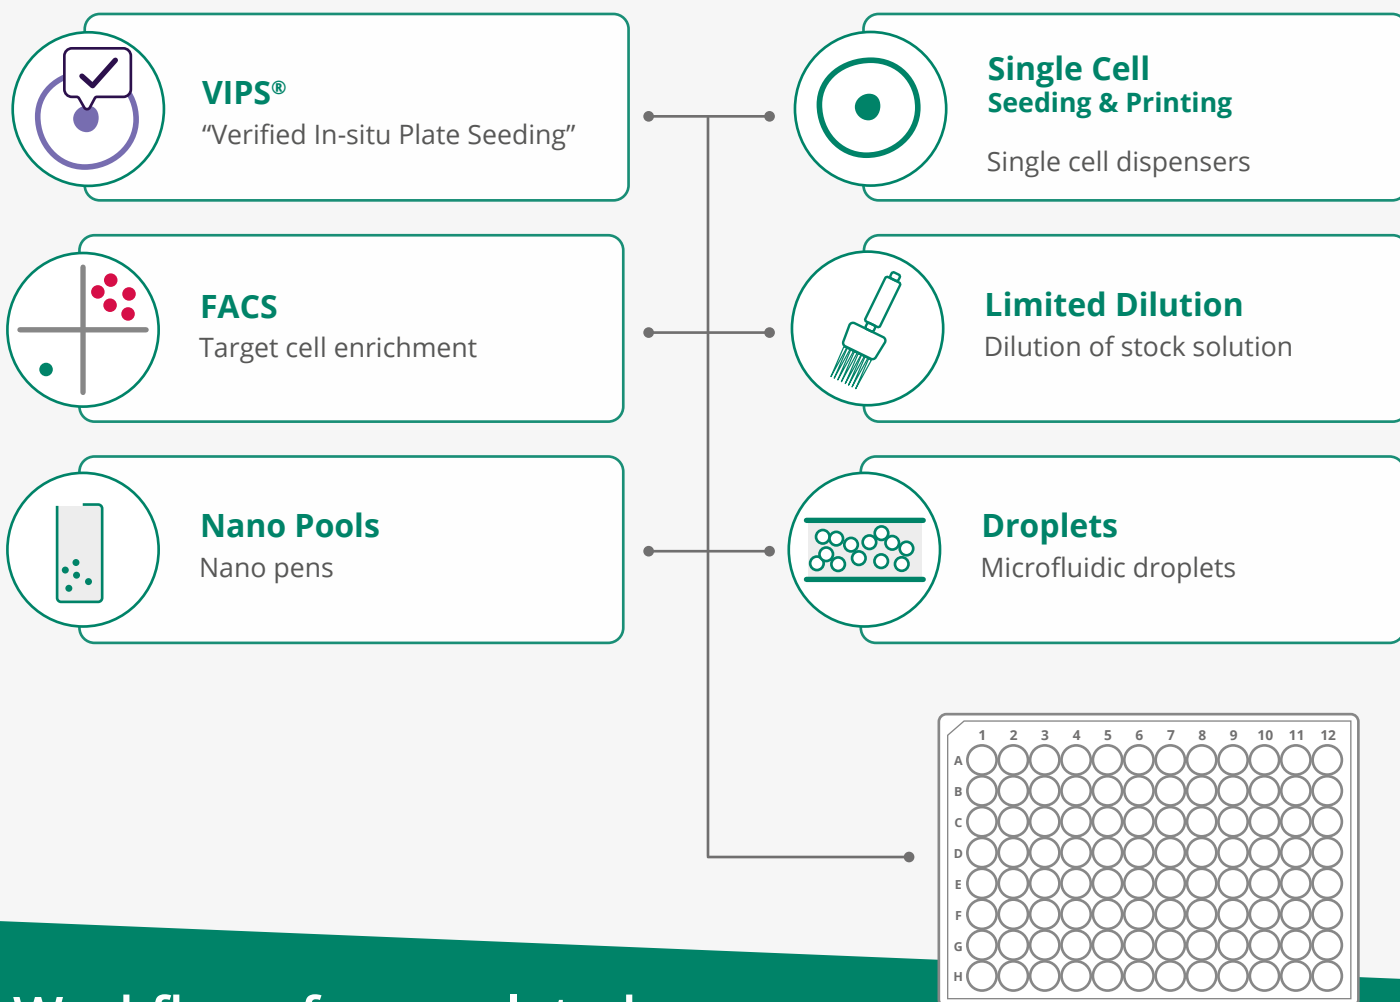 VIPS®
“Verified In-situ Plate Seeding”
Single Cell
Seeding & Printing
Single cell dispensers
FACS
Target cell enrichment
Limited Dilution
Dilution of stock solution
Nano Pools
Nano pens
Droplets
Microfluidic droplets
1 2 3 4 5 6 7 8 9 10 11 12
A
B
C
D
E
F
G
H